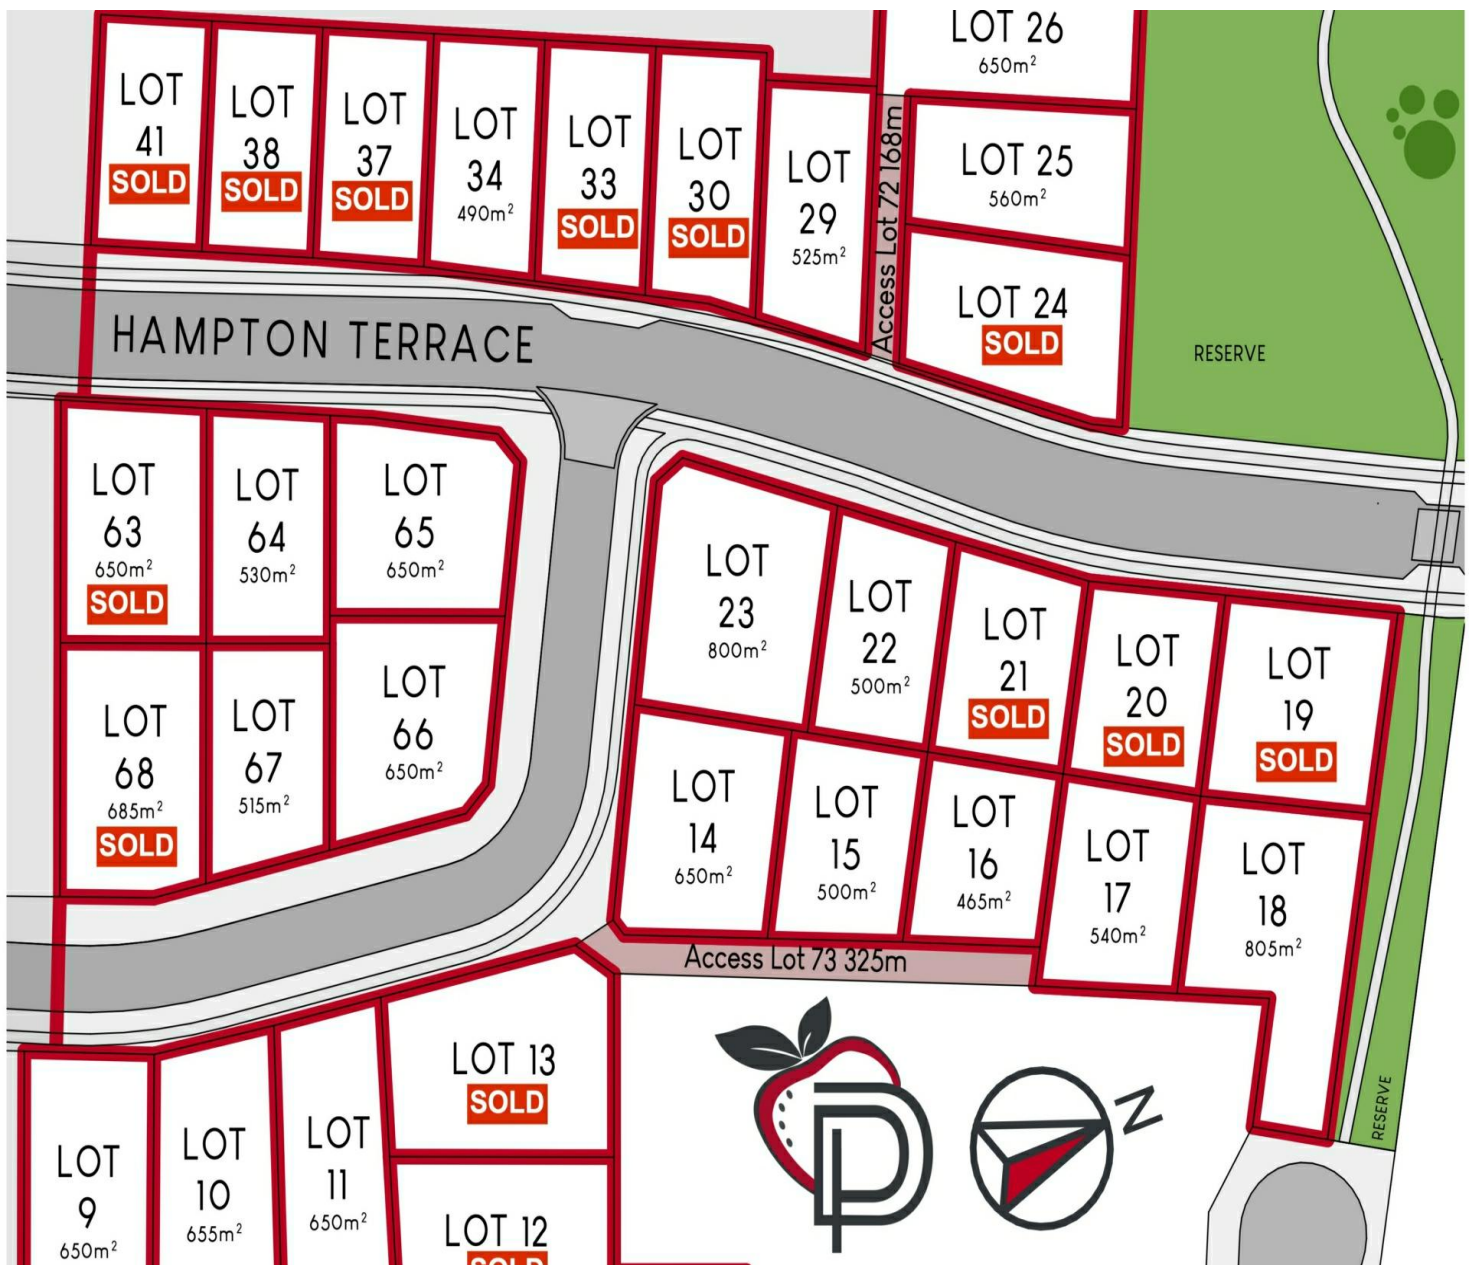 LOT 26
650m²
LOT
41
SOLD
LOT
38
SOLD
LOT
37
SOLD
LOT
34
490m²
LOT
33
SOLD
LOT
30
SOLD
LOT
29
525m²
Access Lot 72 168m
LOT 25
560m²
LOT 24
SOLD
RESERVE
HAMPTON TERRACE
LOT
63
650m²
SOLD
LOT
64
530m²
LOT
65
650m²
LOT
23
800m²
LOT
22
500m²
LOT
21
SOLD
LOT
20
SOLD
LOT
19
SOLD
LOT
68
685m²
SOLD
LOT
67
515m²
LOT
66
650m²
LOT
14
650m²
LOT
15
500m²
LOT
16
465m²
LOT
17
540m²
LOT
18
805m²
Access Lot 73 325m
LOT
9
650m²
LOT
10
655m²
LOT
11
650m²
LOT 13
SOLD
LOT 12
SOLD
N
RESERVE